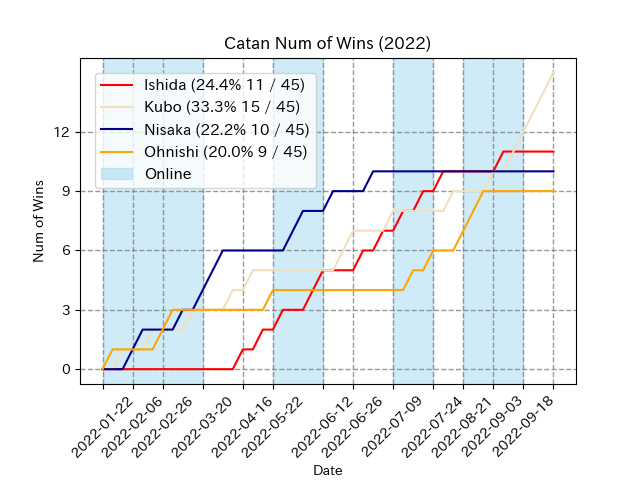 Catan Num of Wins (2022)
Ishida (24.4% 11 / 45)
Kubo (33.3% 15 / 45)
Nisaka (22.2% 10 / 45)
Ohnishi (20.0% 9 / 45)
Online
Num of Wins
12
9
6
3
0
2022-01-22
2022-02-06
2022-02-26
2022-03-20
2022-04-16
2022-05-22
2022-06-12
2022-06-26
2022-07-09
2022-07-24
2022-08-21
2022-09-03
2022-09-18
Date